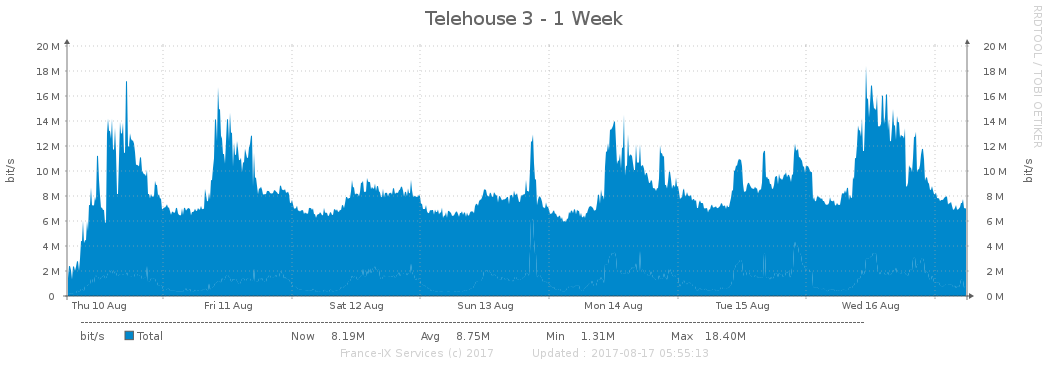 Telehouse 3 - 1 Week
RRDTOOL / TOBI OETIKER
bit/s
20 M
18 M
16 M
14 M
12 M
10 M
8 M
6 M
4 M
2 M
0
20 M
18 M
16 M
14 M
12 M
10 M
8 M
6 M
4 M
2 M
0 M
bit/s
Thu 10 Aug Fri 11 Aug Sat 12 Aug Sun 13 Aug Mon 14 Aug Tue 15 Aug Wed 16 Aug
bit/s Total Now 8.19M Avg 8.75M Min 1.31M Max 18.40M
France-IX Services (c) 2017 Updated : 2017-08-17 05:55:13